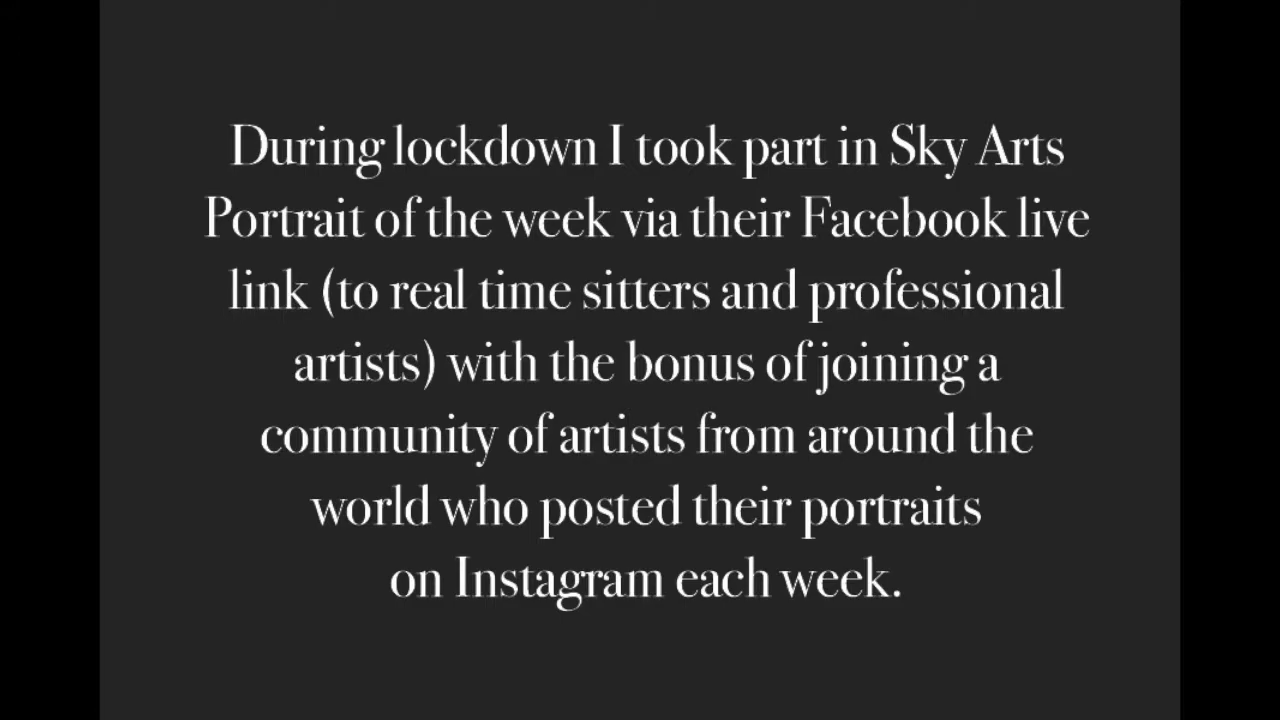 During lockdown I took part in Sky Arts
Portrait of the week via their Facebook live
link (to real time sitters and professional
artists) with the bonus of joining a
community of artists from around the
world who posted their portraits
on Instagram each week.